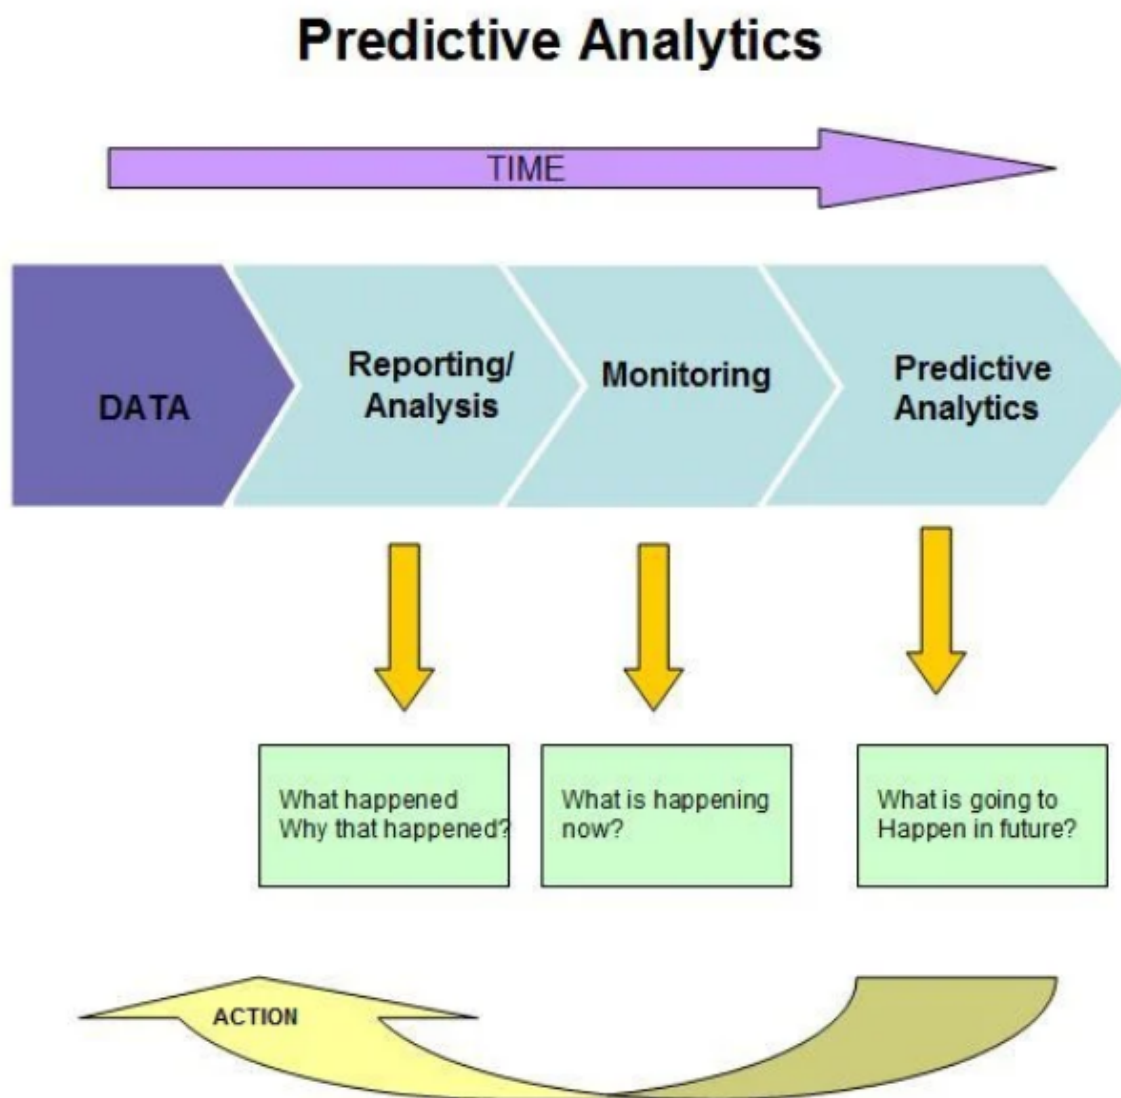 Predictive Analytics
TIME
DATA
Reporting/
Analysis
Monitoring
Predictive
Analytics
What happened
Why that happened?
What is happening
now?
What is going to
Happen in future?
ACTION